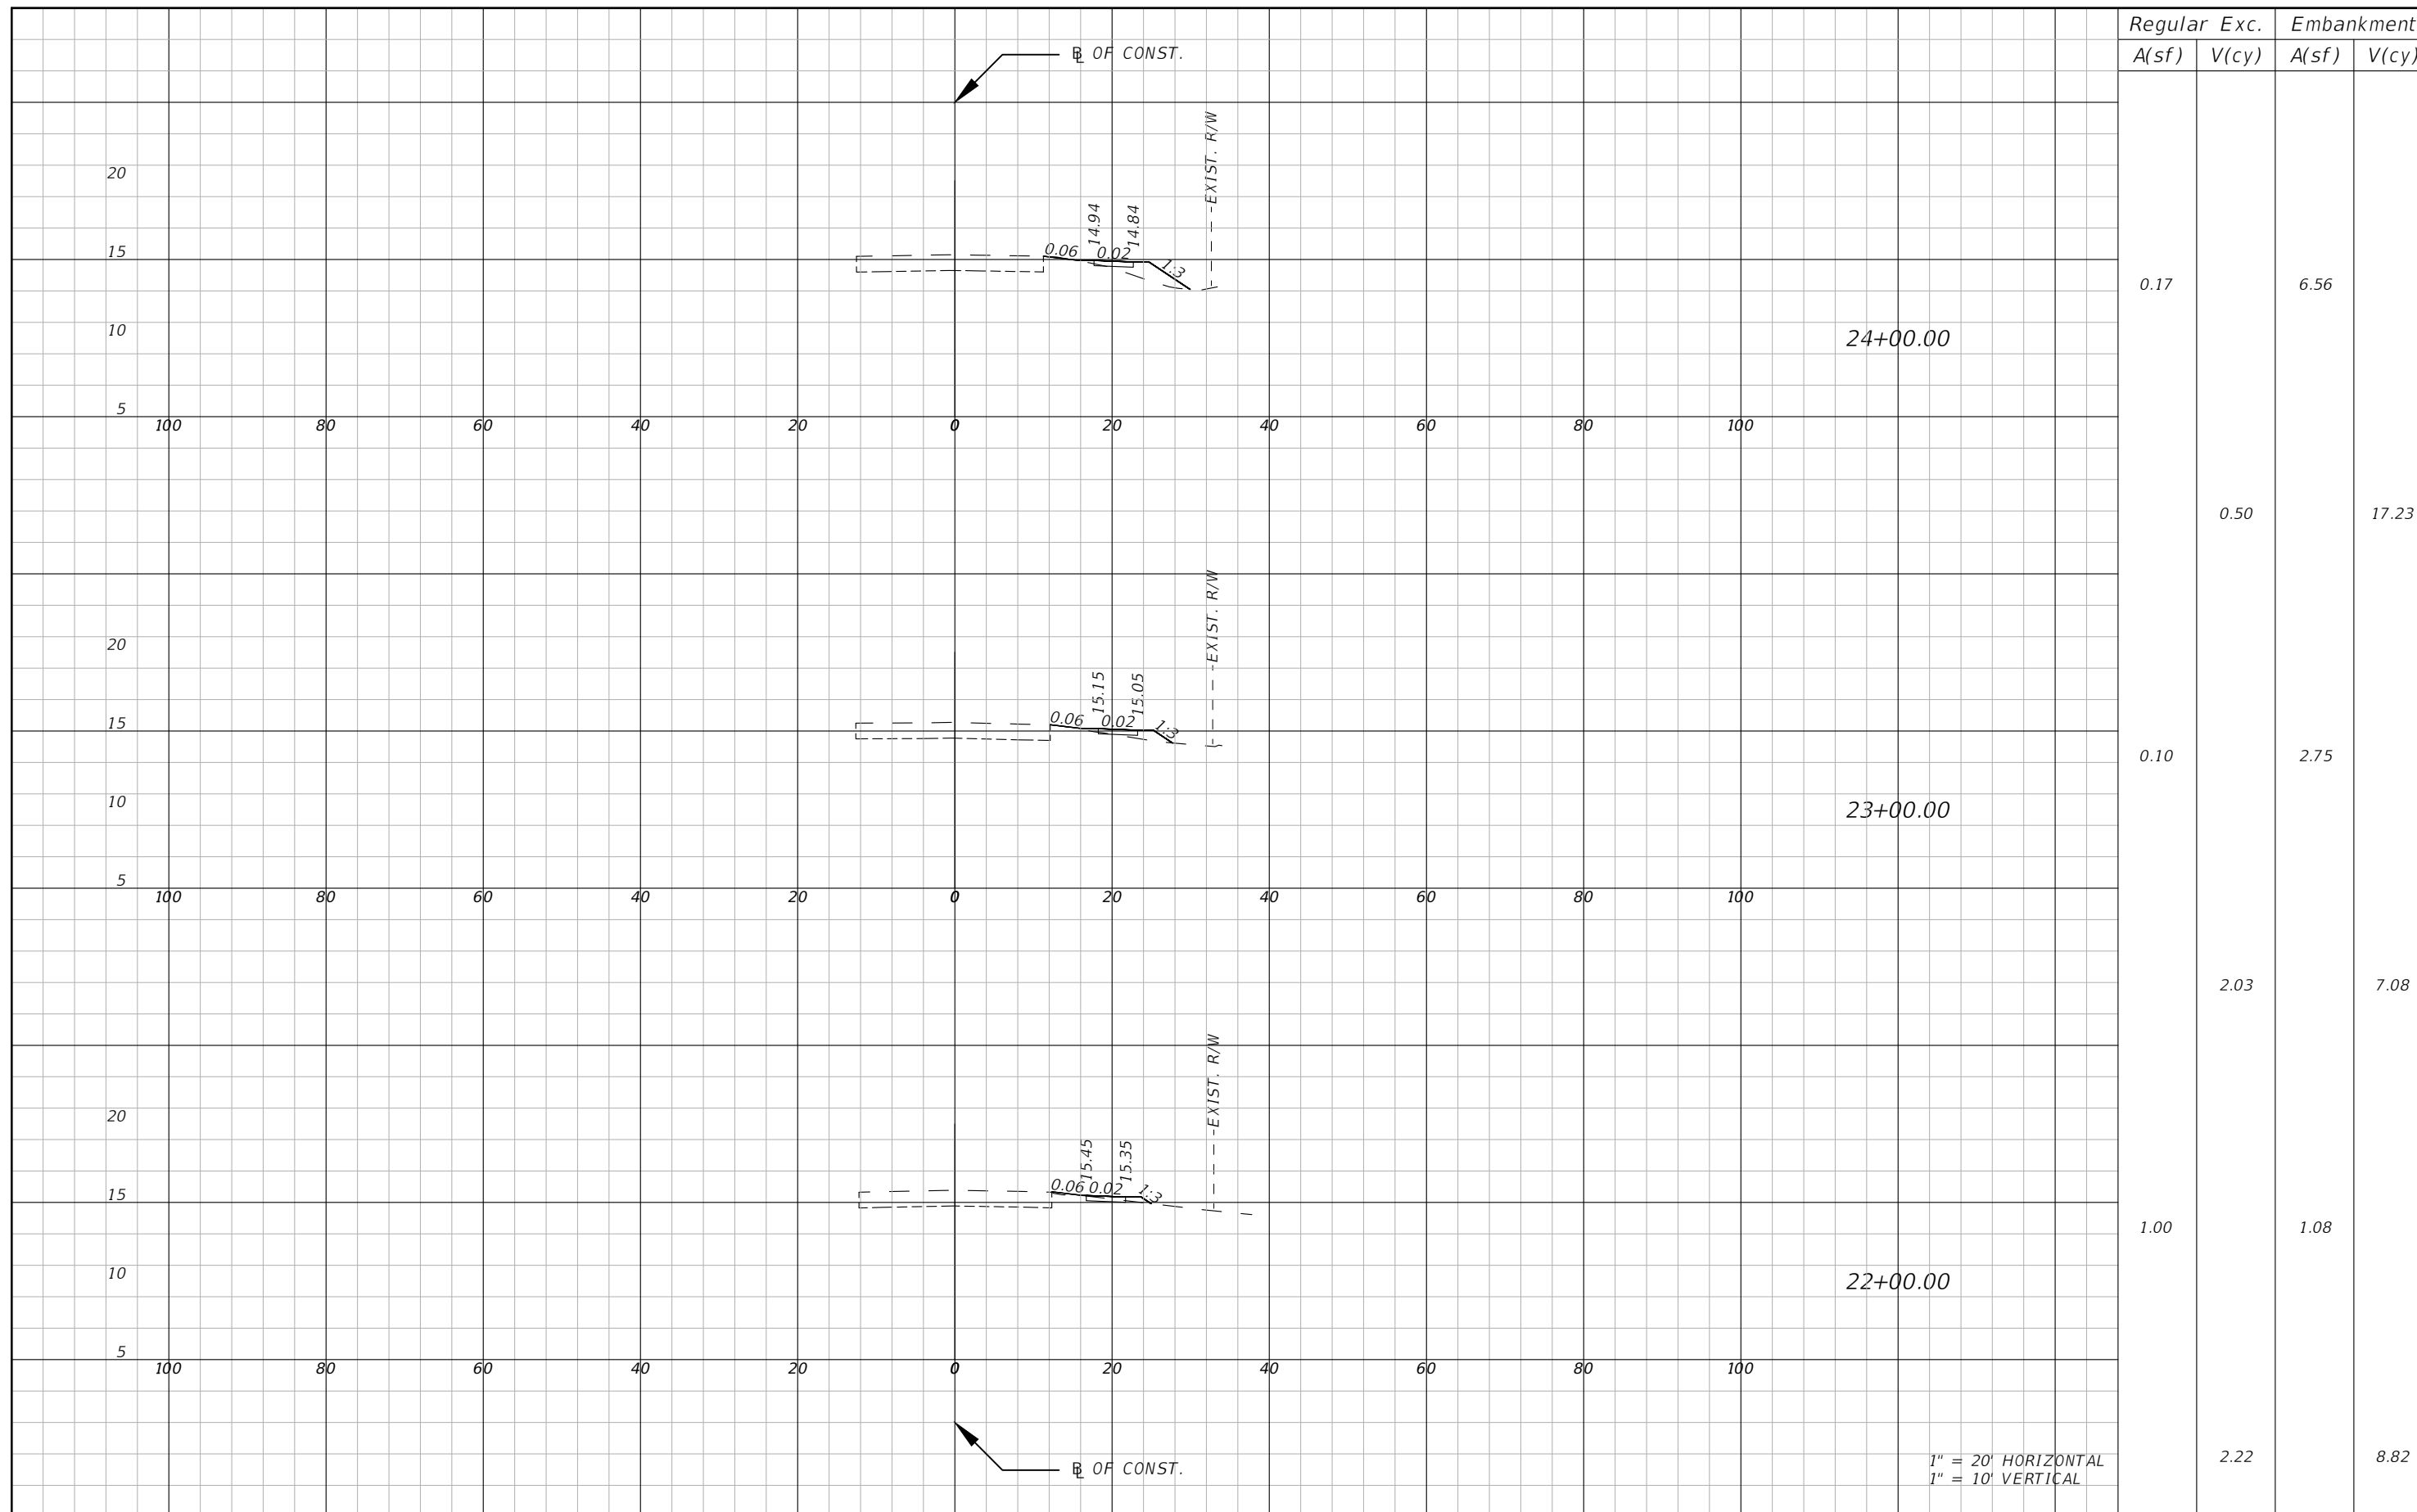 Regular Exc. Embankment
A(sf) V(cy) A(sf) V(cy)
℄ OF CONST.
EXIST. R/W
20
14.94 14.84
15 0.06 0.02 1:3
0.17 6.56
10 24+00.00
5
100 80 60 40 20 0 20 40 60 80 100
0.50 17.23
EXIST. R/W
20
15.15 15.05
15 0.06 0.02 1:3
0.10 2.75
10 23+00.00
5
100 80 60 40 20 0 20 40 60 80 100
2.03 7.08
EXIST. R/W
20
15.45 15.35
15 0.06 0.02 1:3
1.00 1.08
10 22+00.00
5
100 80 60 40 20 0 20 40 60 80 100
2.22 8.82
℄ OF CONST.
1" = 20' HORIZONTAL
1" = 10' VERTICAL